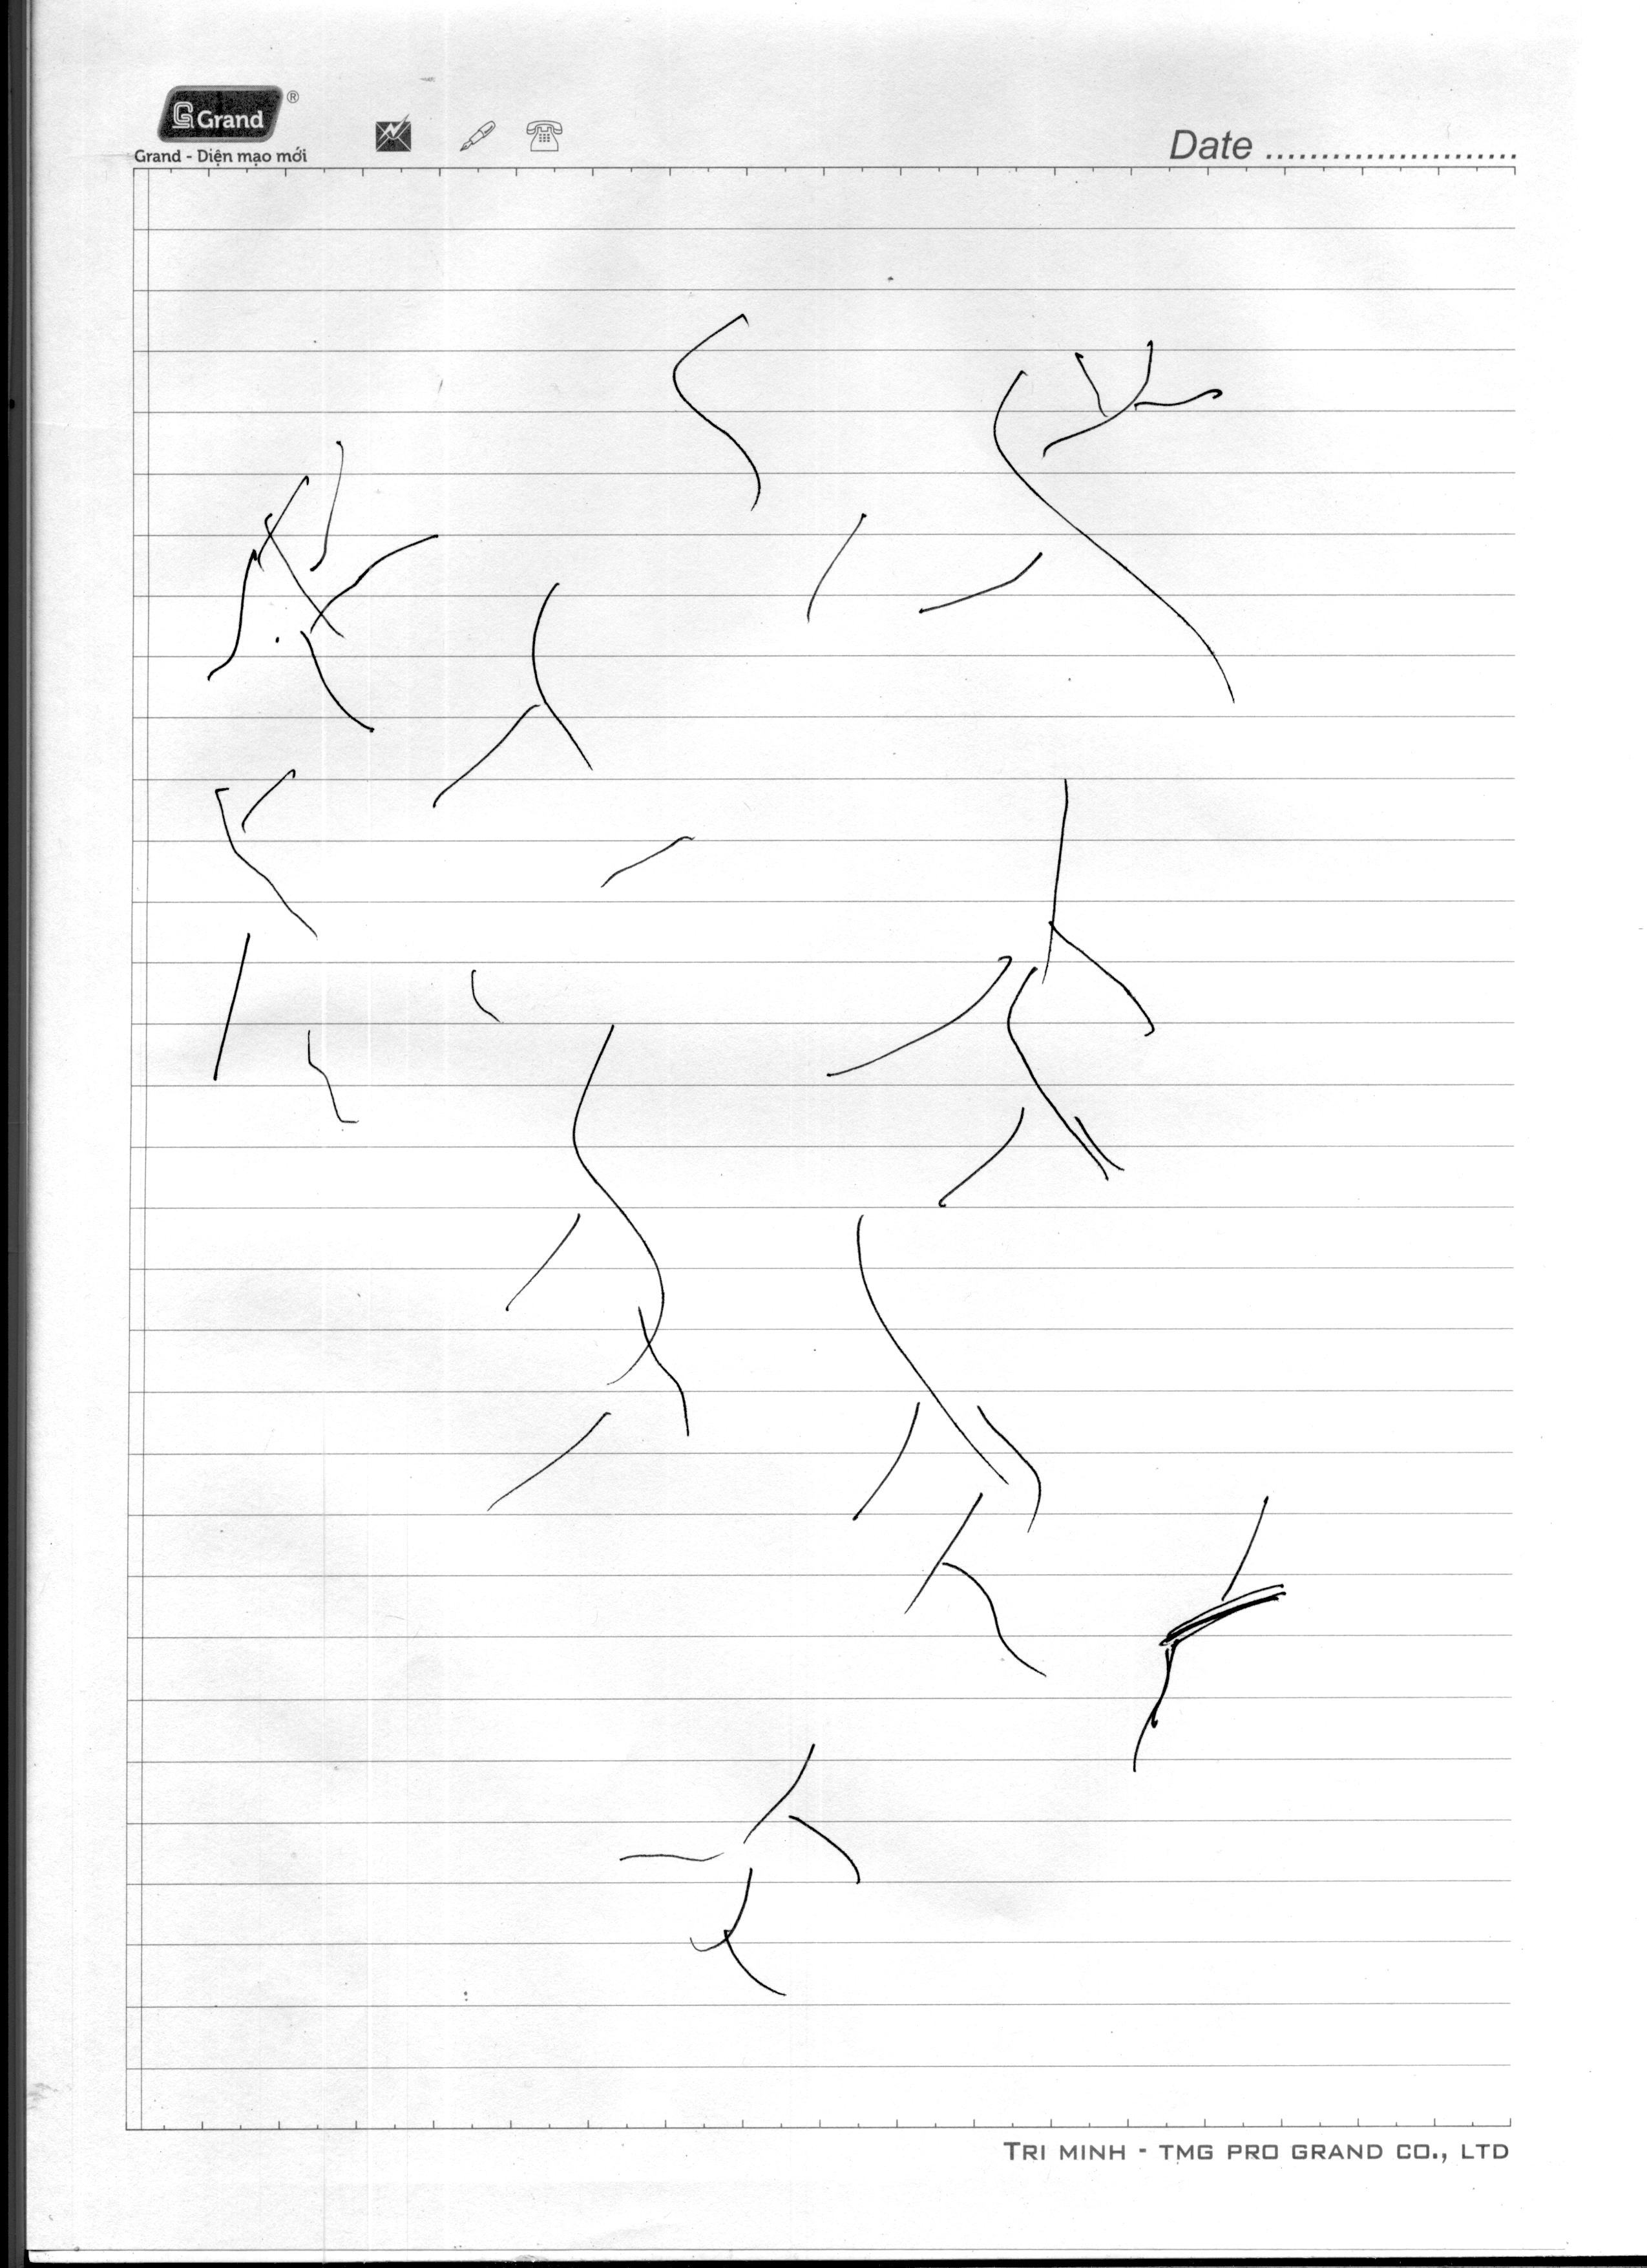 G Grand ®
Grand - Diện mạo mới
Date ........................
TRI MINH - TMG PRO GRAND CO., LTD